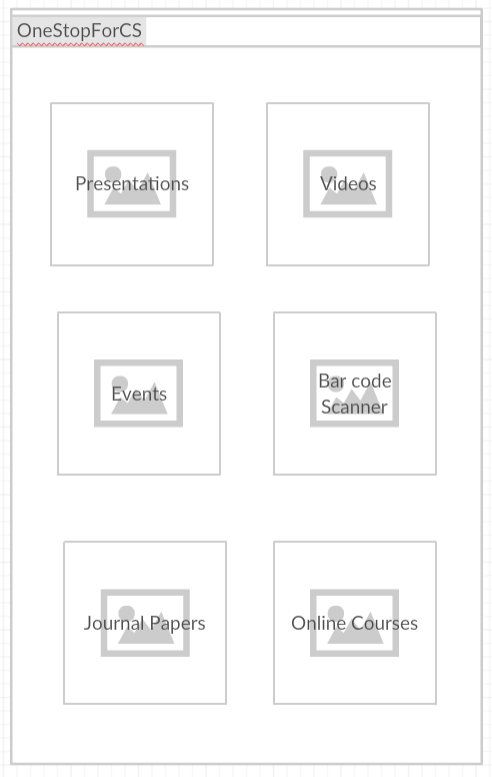 OneStopForCS
Presentations
Videos
Events
Bar code
Scanner
Journal Papers
Online Courses